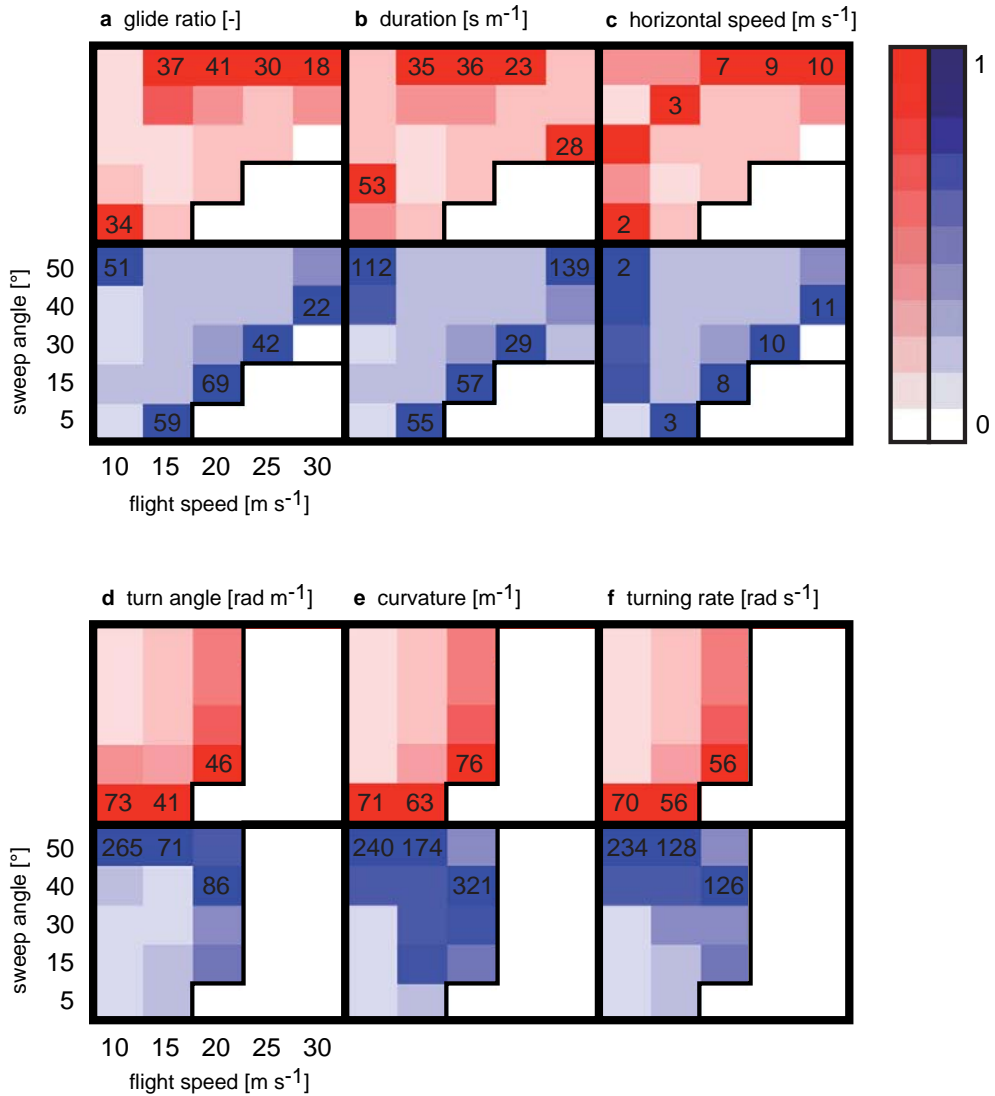 a glide ratio [-] b duration [s m-1] c horizontal speed [m s-1]
37 41 30 18 35 36 23 7 9 10 1
3
28
53
34 2 0
50 51 112 139 2
40 22 11
30 42 29 10
15 69 57 8
5 59 55 3
sweep angle [°]
10 15 20 25 30
flight speed [m s-1]
d turn angle [rad m-1] e curvature [m-1] f turning rate [rad s-1]
46 76 56
73 41 71 63 70 56
50 265 71 240 174 234 128
40 86 321 126
30
15
5
sweep angle [°]
10 15 20 25 30
flight speed [m s-1]